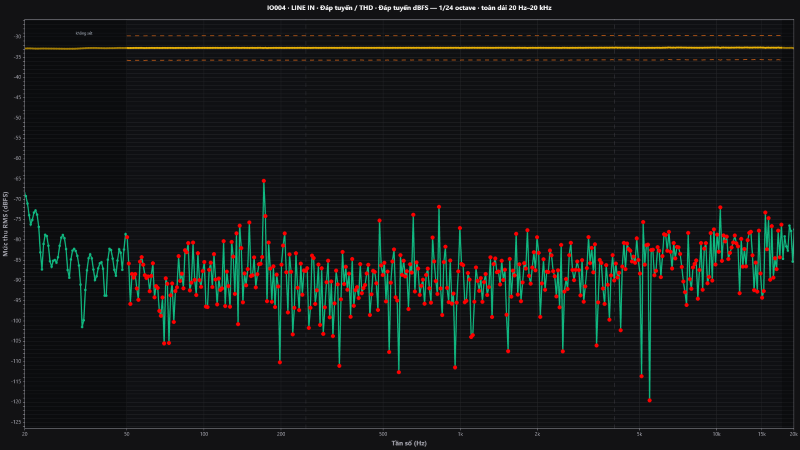 IO004 · LINE IN · Đáp tuyến / THD · Đáp tuyến dBFS — 1/24 octave · toàn dải 20 Hz–20 kHz
Mức thu RMS (dBFS)
-30
-35
-40
-45
-50
-55
-60
-65
-70
-75
-80
-85
-90
-95
-100
-105
-110
-115
-120
-125
20
50
100
200
500
1k
2k
5k
10k
15k
20k
Tần số (Hz)